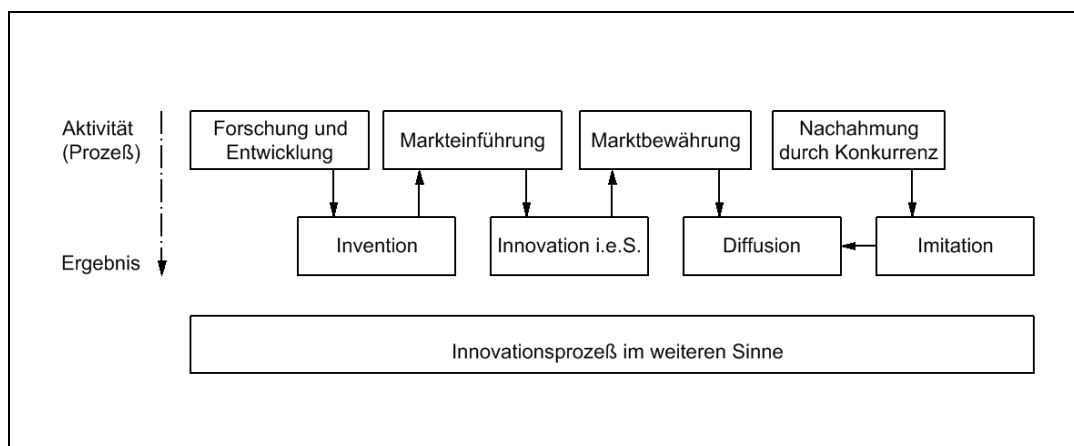 Aktivität
(Prozeß)
Forschung und
Entwicklung
Markteinführung
Marktbewährung
Nachahmung
durch Konkurrenz
Invention
Innovation i.e.S.
Diffusion
Imitation
Ergebnis
Innovationsprozeß im weiteren Sinne